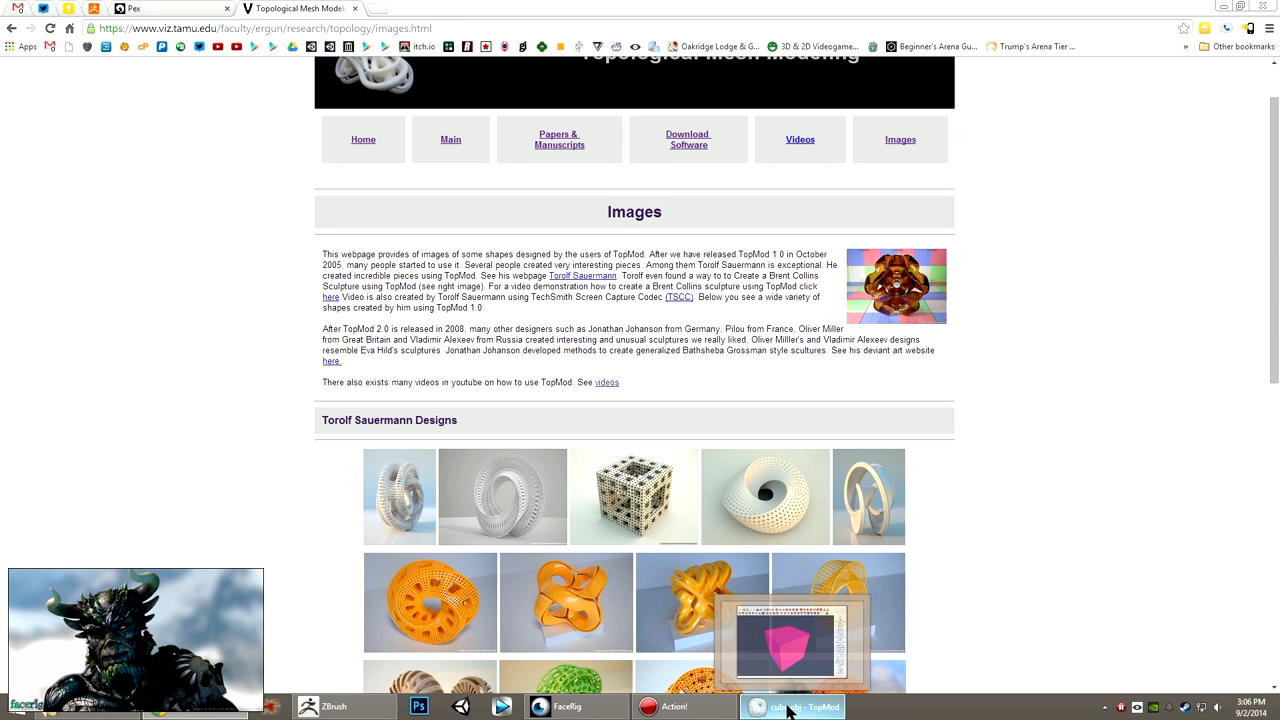 Pex
Topological Mesh Model
https://www.viz.tamu.edu/faculty/ergun/research/topology/images.html
Apps
itch.io
Oakridge Lodge & G...
3D & 2D Videogame...
Beginner's Arena Gu...
Trump's Arena Tier ...
Other bookmarks
Topological Mesh Modeling
Home
Main
Papers &
Manuscripts
Download
Software
Videos
Images
Images
This webpage provides of images of some shapes designed by the users of TopMod. After we have released TopMod 1.0 in October
2005, many people started to use it. Several people created very interesting pieces. Among them Torolf Sauermann is exceptional. He
created incredible pieces using TopMod. See his webpage Torolf Sauermann. Torolf even found a way to to Create a Brent Collins
Sculpture using TopMod (see right image). For a video demonstration how to create a Brent Collins sculpture using TopMod click
here.Video is also created by Torolf Sauermann using TechSmith Screen Capture Codec (TSCC). Below you see a wide variety of
shapes created by him using TopMod 1.0.
After TopMod 2.0 is released in 2008, many other designers such as Jonathan Johanson from Germany, Pilou from France, Oliver Miller
from Great Britain and Vladimir Alexeev from Russia created interesting and unusual sculptures we really liked. Oliver Milller's and Vladimir Alexeev designs
resemble Eva Hild's sculptures. Jonathan Johanson developed methods to create generalized Bathsheba Grossman style scultures. See his deviant art website
here.
There also exists many videos in youtube on how to use TopMod. See videos
Torolf Sauermann Designs
facerig
ZBrush
Ps
FaceRig
Action!
cube.obj - TopMod
3:06 PM
9/2/2014